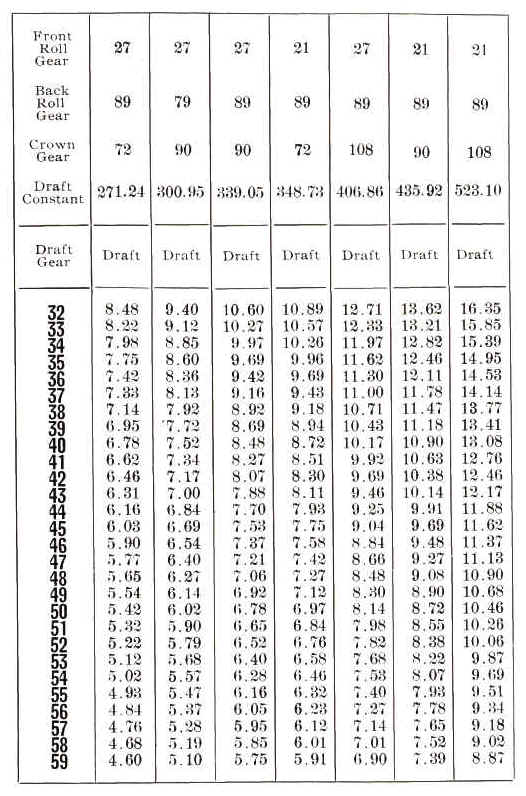 Front Roll Gear 27 27 27 21 27 21 21
Back Roll Gear 89 79 89 89 89 89 89
Crown Gear 72 90 90 72 108 90 108
Draft Constant 271.24 300.95 339.05 348.73 406.86 435.92 523.10
Draft Gear Draft Draft Draft Draft Draft Draft Draft
32 8.48 9.40 10.60 10.89 12.71 13.62 16.35
33 8.22 9.12 10.27 10.57 12.33 13.21 15.85
34 7.98 8.85 9.97 10.26 11.97 12.82 15.39
35 7.75 8.60 9.69 9.96 11.62 12.46 14.95
36 7.42 8.36 9.42 9.69 11.30 12.11 14.53
37 7.33 8.13 9.16 9.43 11.00 11.78 14.14
38 7.14 7.92 8.92 9.18 10.71 11.47 13.77
39 6.95 7.72 8.69 8.94 10.43 11.18 13.41
40 6.78 7.52 8.48 8.72 10.17 10.90 13.08
41 6.62 7.34 8.27 8.51 9.92 10.63 12.76
42 6.46 7.17 8.07 8.30 9.69 10.38 12.46
43 6.31 7.00 7.88 8.11 9.46 10.14 12.17
44 6.16 6.84 7.70 7.93 9.25 9.91 11.88
45 6.03 6.69 7.53 7.75 9.04 9.69 11.62
46 5.90 6.54 7.37 7.58 8.84 9.48 11.37
47 5.77 6.40 7.21 7.42 8.66 9.27 11.13
48 5.65 6.27 7.06 7.27 8.48 9.08 10.90
49 5.54 6.14 6.92 7.12 8.30 8.90 10.68
50 5.42 6.02 6.78 6.97 8.14 8.72 10.46
51 5.32 5.90 6.65 6.84 7.98 8.55 10.26
52 5.22 5.79 6.52 6.76 7.82 8.38 10.06
53 5.12 5.68 6.40 6.58 7.68 8.22 9.87
54 5.02 5.57 6.28 6.46 7.53 8.07 9.69
55 4.93 5.47 6.16 6.32 7.40 7.93 9.51
56 4.84 5.37 6.05 6.23 7.27 7.78 9.34
57 4.76 5.28 5.95 6.12 7.14 7.65 9.18
58 4.68 5.19 5.85 6.01 7.01 7.52 9.02
59 4.60 5.10 5.75 5.91 6.90 7.39 8.87